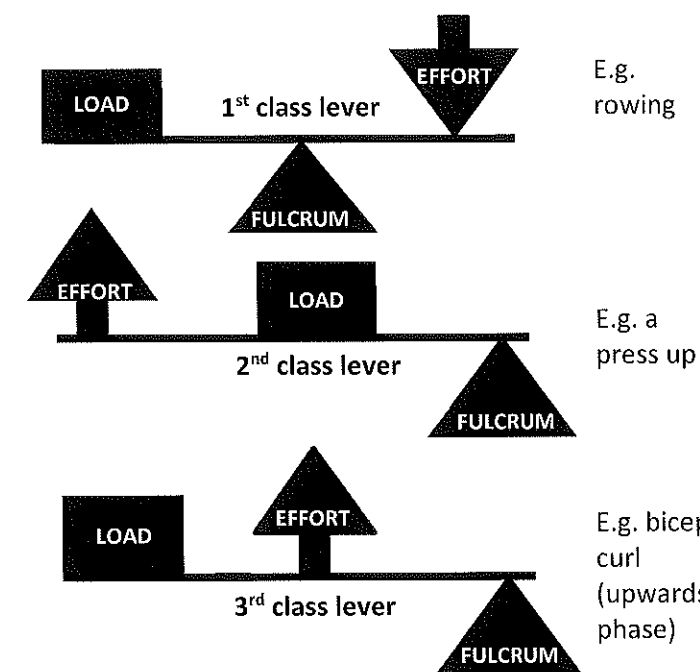 LOAD
1st class lever
EFFORT
E.g.
rowing
FULCRUM
EFFORT
LOAD
2nd class lever
E.g. a
press up
FULCRUM
LOAD
EFFORT
3rd class lever
E.g. bicep
curl
(upwards
phase)
FULCRUM